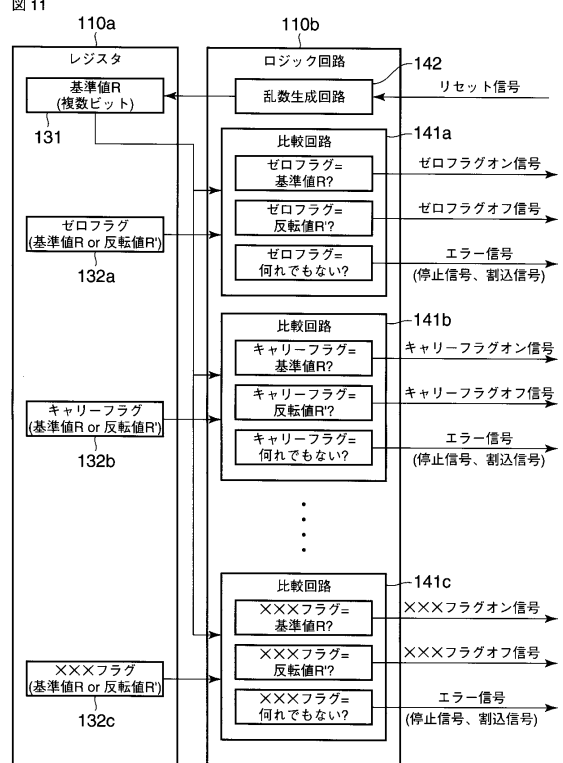 図 11
110a
110b
レジスタ
ロジック回路
基準値R
(複数ビット)
131
乱数生成回路
142
リセット信号
比較回路
141a
ゼロフラグ=
基準値R?
ゼロフラグオン信号
ゼロフラグ=
反転値R'?
ゼロフラグオフ信号
ゼロフラグ=
何れでもない?
エラー信号
(停止信号、割込信号)
ゼロフラグ
(基準値R or 反転値R')
132a
比較回路
141b
キャリーフラグ=
基準値R?
キャリーフラグオン信号
キャリーフラグ=
反転値R'?
キャリーフラグオフ信号
キャリーフラグ=
何れでもない?
エラー信号
(停止信号、割込信号)
キャリーフラグ
(基準値R or 反転値R')
132b
比較回路
141c
×××フラグ=
基準値R?
×××フラグオン信号
×××フラグ=
反転値R'?
×××フラグオフ信号
×××フラグ=
何れでもない?
エラー信号
(停止信号、割込信号)
×××フラグ
(基準値R or 反転値R')
132c